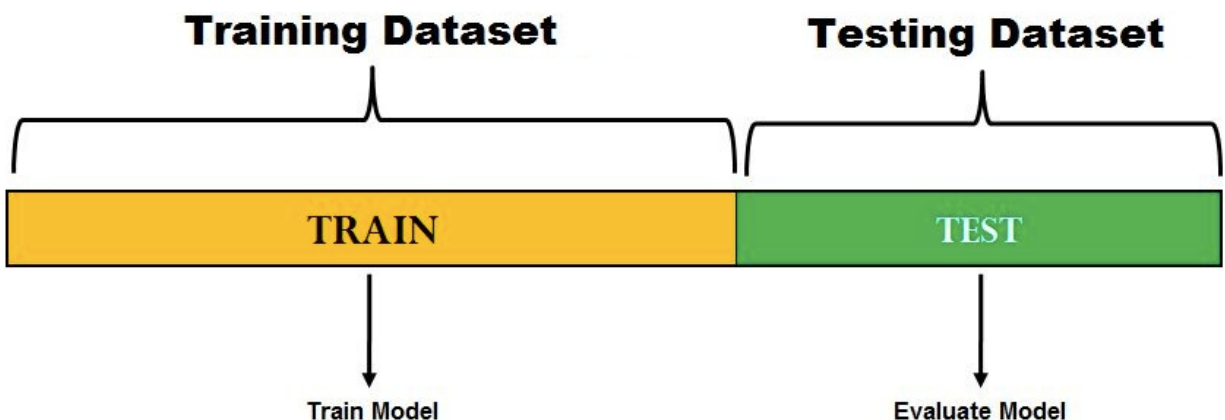 Training Dataset
Testing Dataset
TRAIN
TEST
Train Model
Evaluate Model